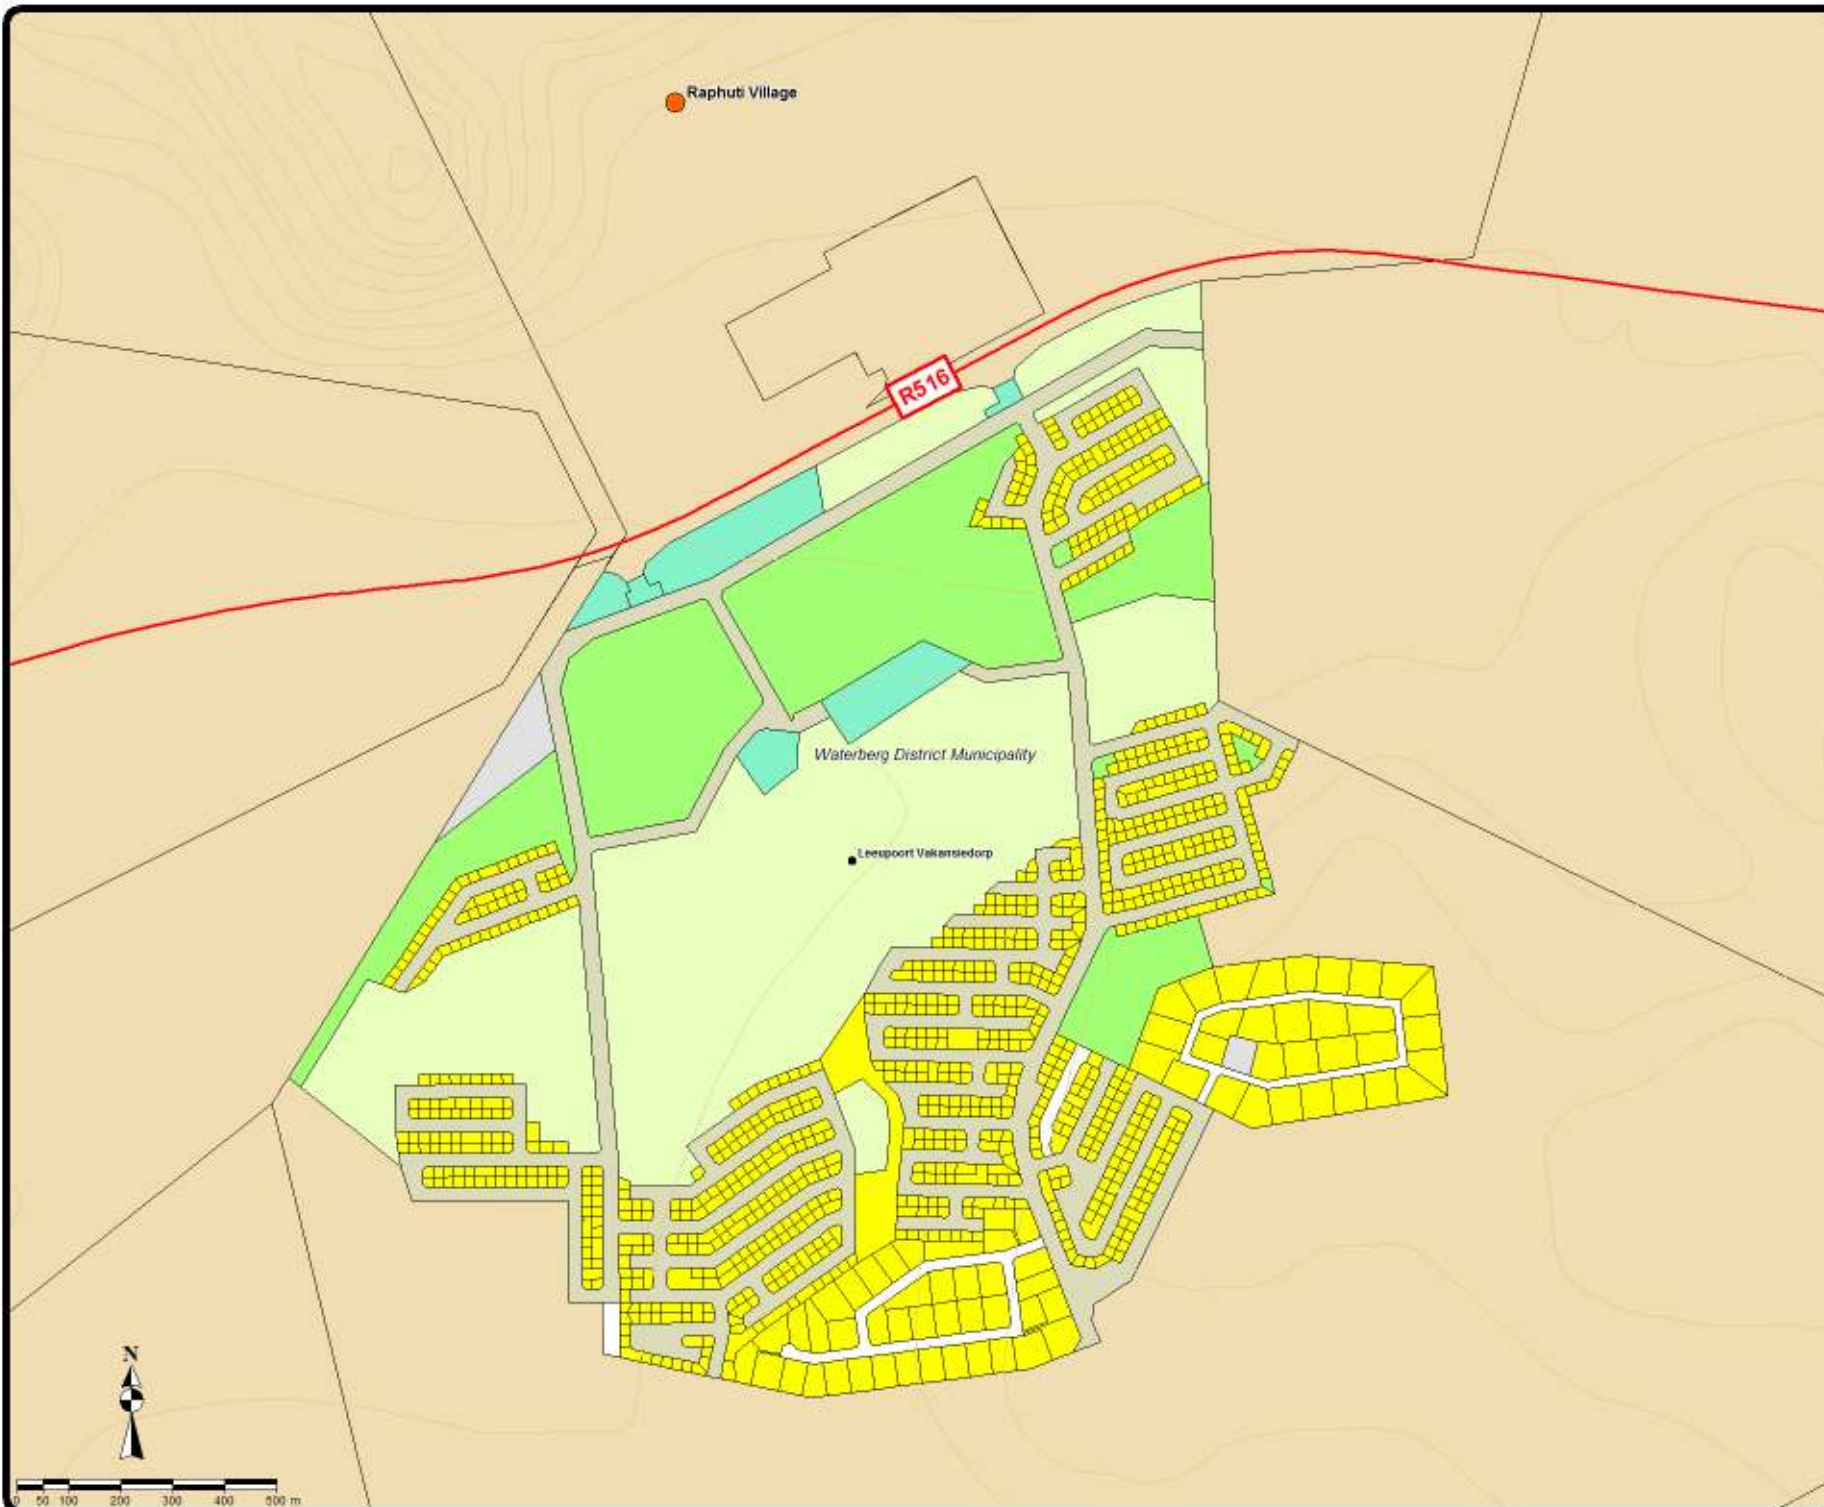 Raphuti Village
R516
Waterberg District Municipality
Leeupoort Vakansiedorp
N
0 50 100 200 300 400 500 m